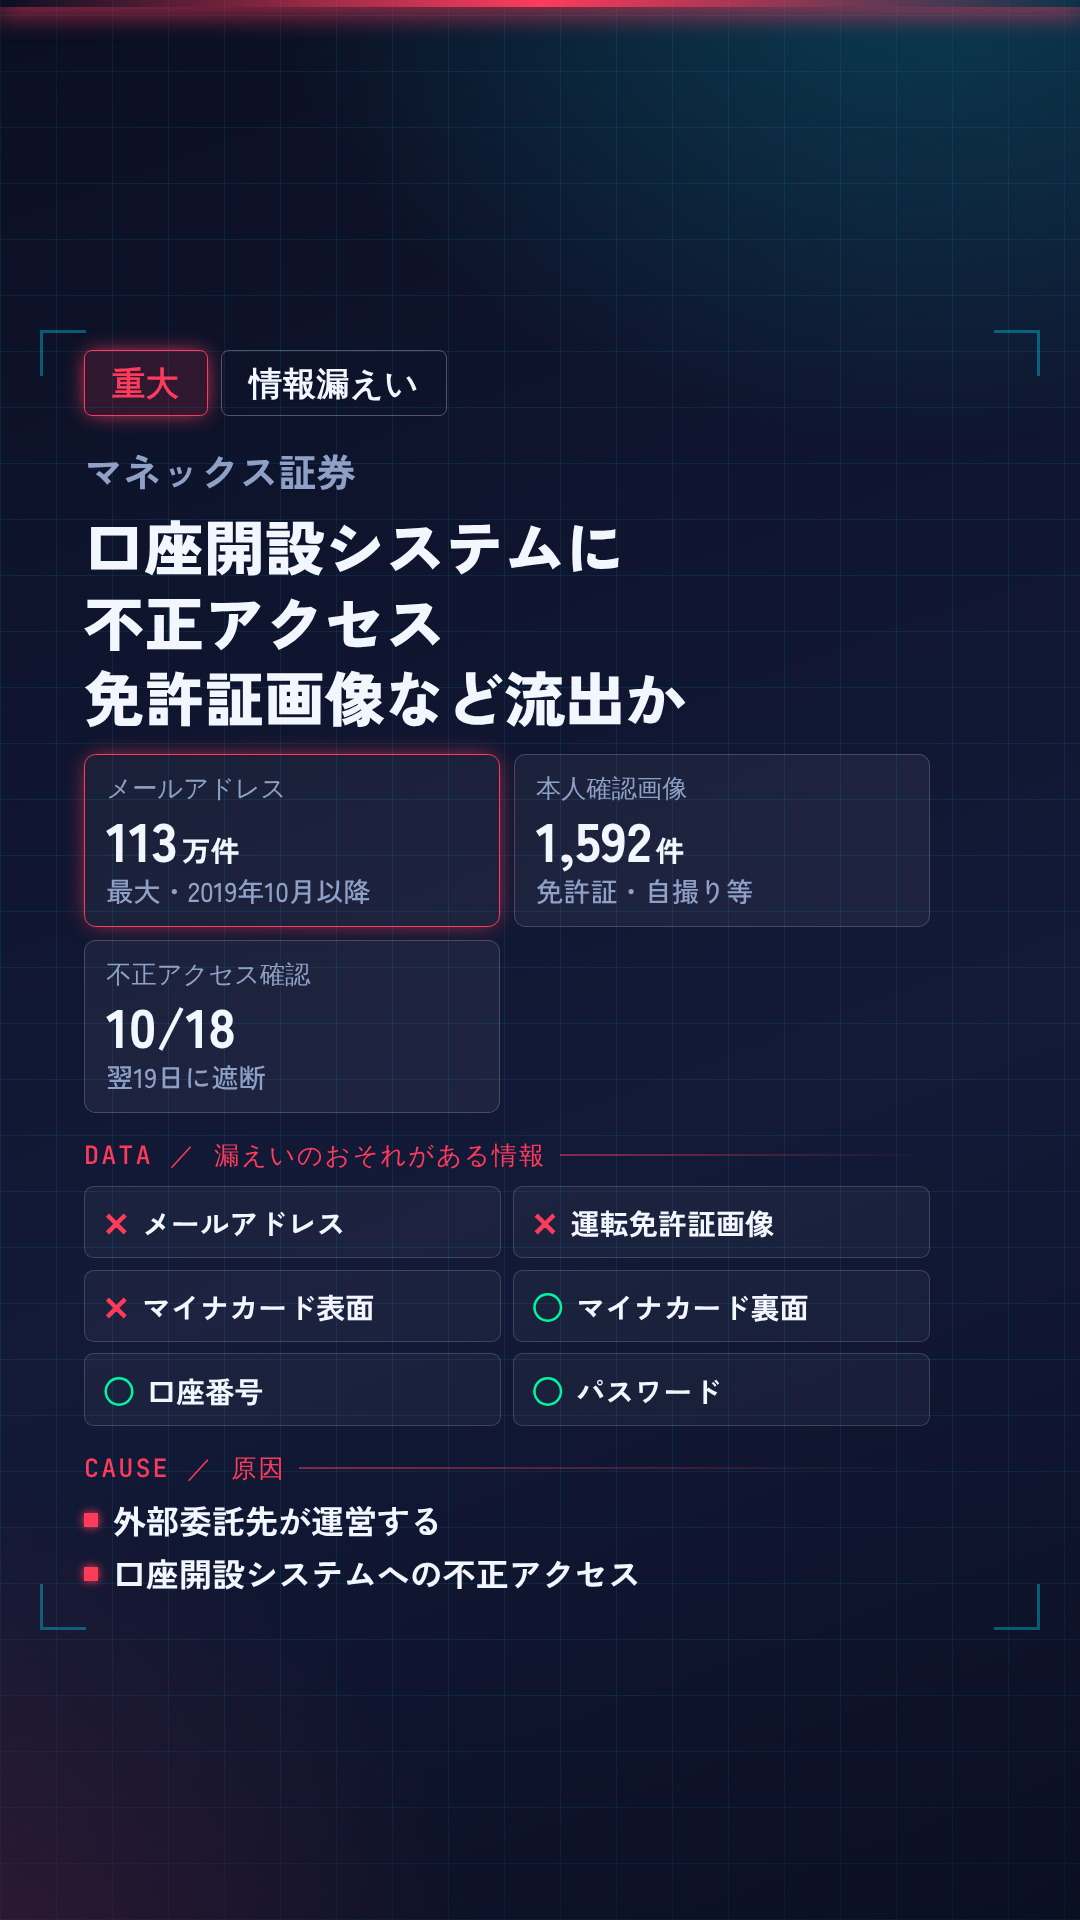 重大 情報漏えい
マネックス証券
口座開設システムに
不正アクセス
免許証画像など流出か
メールアドレス
113万件
最大・2019年10月以降
本人確認画像
1,592件
免許証・自撮り等
不正アクセス確認
10/18
翌19日に遮断
DATA ／ 漏えいのおそれがある情報
✕ メールアドレス
✕ 運転免許証画像
✕ マイナカード表面
〇 マイナカード裏面
〇 口座番号
〇 パスワード
CAUSE ／ 原因
■ 外部委託先が運営する
■ 口座開設システムへの不正アクセス